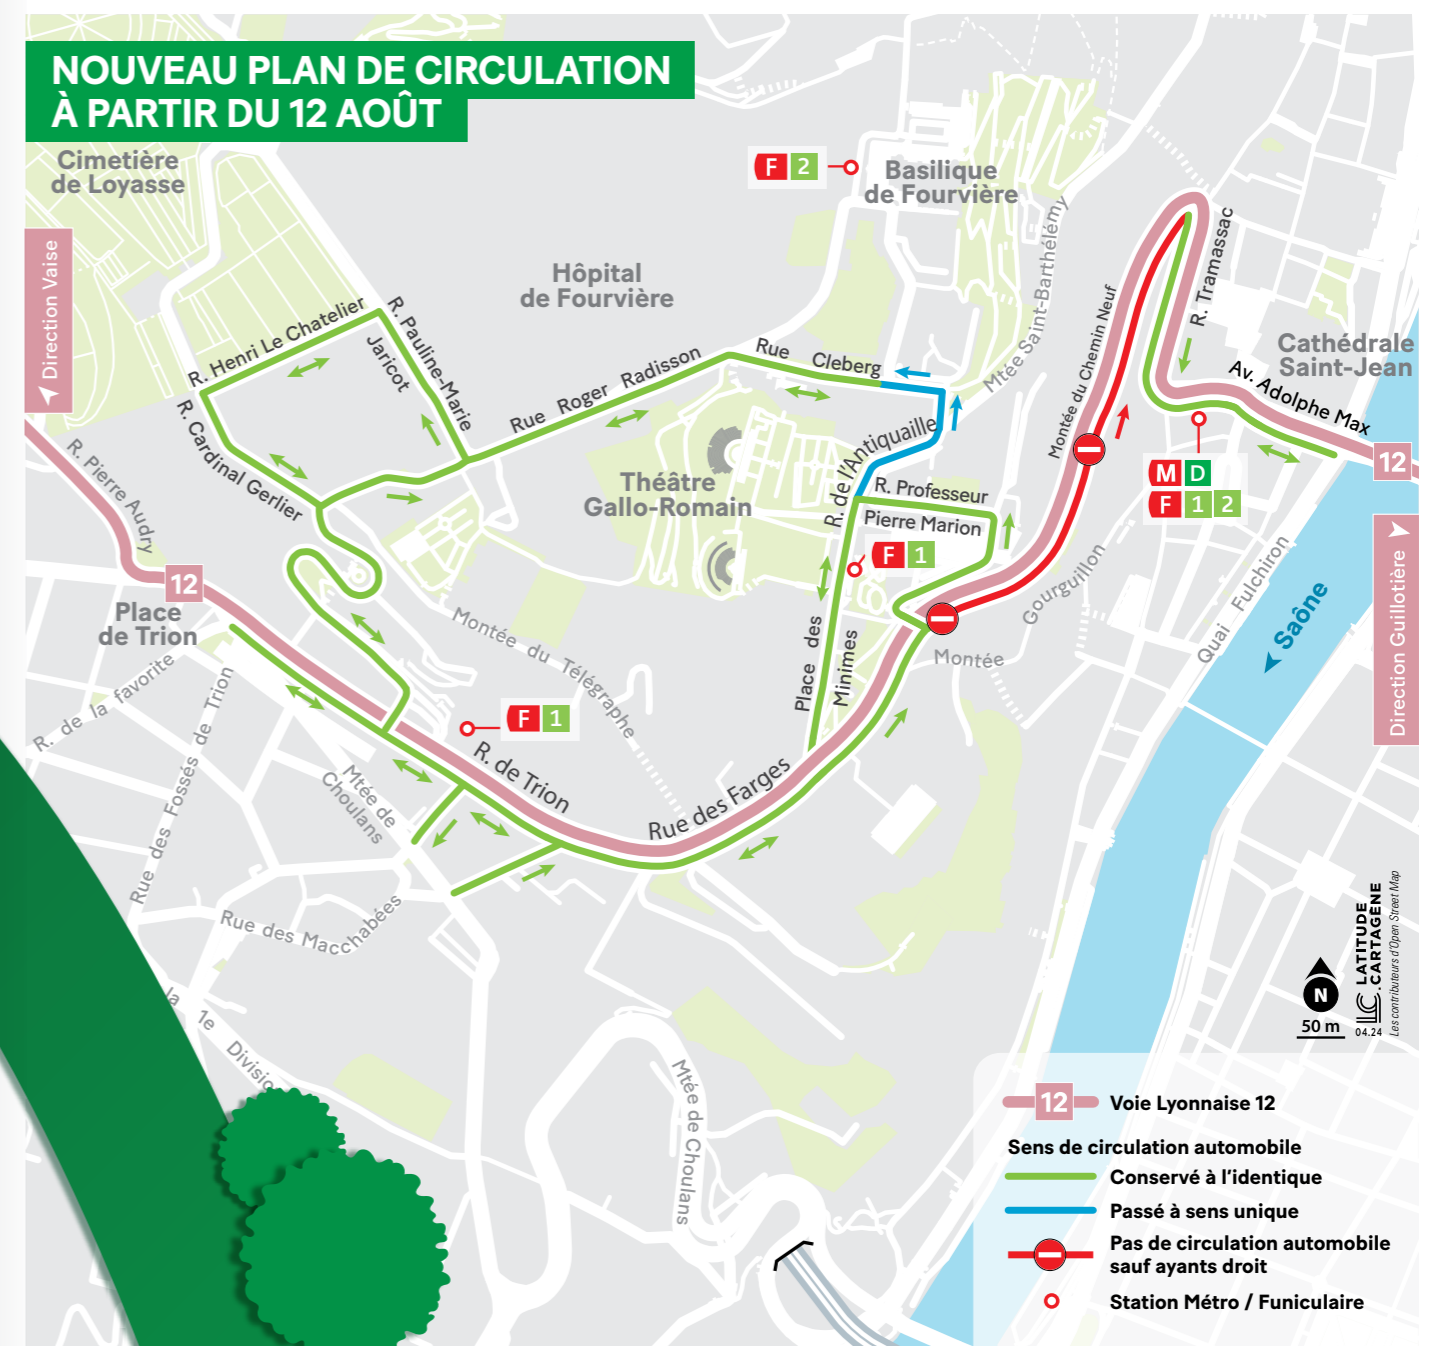 NOUVEAU PLAN DE CIRCULATION
À PARTIR DU 12 AOÛT
Cimetière
de Loyasse
F 2
Basilique
de Fourvière
Direction Vaise
Hôpital
de Fourvière
Mtée Saint-Barthélémy
R. Tramassac
Montée du Chemin Neuf
Cathédrale
Saint-Jean
R. Henri Le Chatelier
R. Pauline-Marie
Jaricot
Rue Roger Radisson
Rue Cleberg
Av. Adolphe Max
12
R. Cardinal Gerlier
R. Pierre Audry
Théâtre
Gallo-Romain
R. de l'Antiquaille
R. Professeur
Pierre Marion
M D
F 1 2
F 1
12
Place
de Trion
Gourguillon
Montée
Quai Fulchiron
Saône
Direction Guillotière
Montée du Télégraphe
Place des
Minimes
R. de la favorite
Rue des Fossés de Trion
F 1
R. de Trion
Rue des Farges
Mtée de
Choulans
Rue des Macchabées
la 1e Divisio
Mtée de Choulans
N
50 m
LC
LATITUDE
.CARTAGÈNE
04.24
Les contributeurs d'Open Street Map
12 Voie Lyonnaise 12
Sens de circulation automobile
Conservé à l'identique
Passé à sens unique
Pas de circulation automobile
sauf ayants droit
Station Métro / Funiculaire